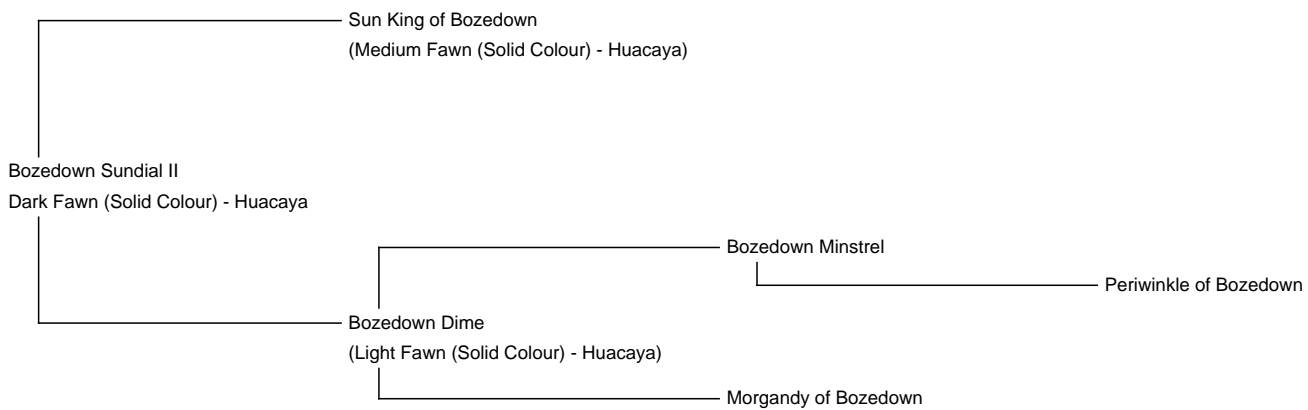 Sun King of Bozedown
(Medium Fawn (Solid Colour) - Huacaya)
Bozedown Sundial II
Dark Fawn (Solid Colour) - Huacaya
Bozedown Minstrel
Periwinkle of Bozedown
Bozedown Dime
(Light Fawn (Solid Colour) - Huacaya)
Morgandy of Bozedown